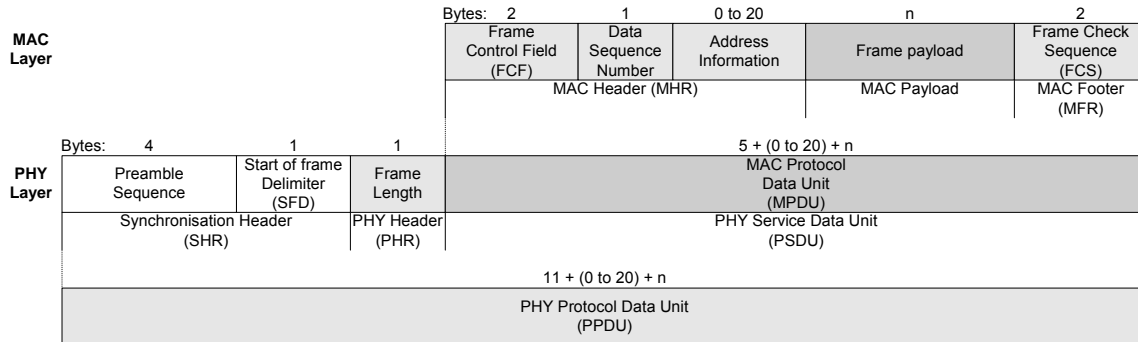 Bytes: 2 1 0 to 20 n 2
MAC
Layer
Frame
Control Field
(FCF)
Data
Sequence
Number
Address
Information
Frame payload
Frame Check
Sequence
(FCS)
MAC Header (MHR)
MAC Payload
MAC Footer
(MFR)
Bytes: 4 1 1 5 + (0 to 20) + n
PHY
Layer
Preamble
Sequence
Start of frame
Delimiter
(SFD)
Frame
Length
MAC Protocol
Data Unit
(MPDU)
Synchronisation Header
(SHR)
PHY Header
(PHR)
PHY Service Data Unit
(PSDU)
11 + (0 to 20) + n
PHY Protocol Data Unit
(PPDU)